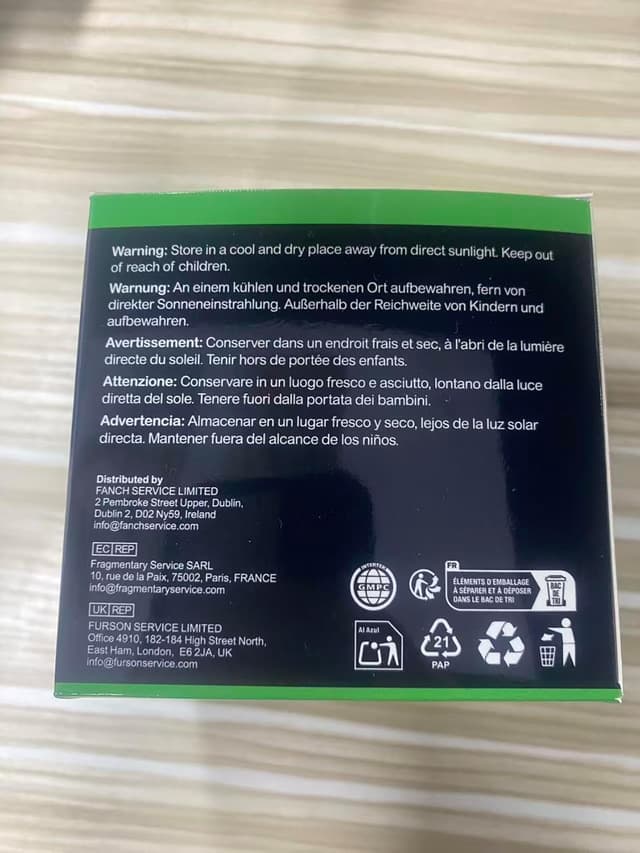 Warning: Store in a cool and dry place away from direct sunlight. Keep out
of reach of children.
Warnung: An einem kühlen und trockenen Ort aufbewahren, fern von
direkter Sonneneinstrahlung. Außerhalb der Reichweite von Kindern und
aufbewahren.
Avertissement: Conserver dans un endroit frais et sec, à l'abri de la lumière
directe du soleil. Tenir hors de portée des enfants.
Attenzione: Conservare in un luogo fresco e asciutto, lontano dalla luce
diretta del sole. Tenere fuori dalla portata dei bambini.
Advertencia: Almacenar en un lugar fresco y seco, lejos de la luz solar
directa. Mantener fuera del alcance de los niños.
Distributed by
FANCH SERVICE LIMITED
2 Pembroke Street Upper, Dublin,
Dublin 2, D02 Ny59, Ireland
info@fanchservice.com
EC REP
Fragmentary Service SARL
10, rue de la Paix, 75002, Paris, FRANCE
info@fragmentaryservice.com
UK REP
FURSON SERVICE LIMITED
Office 4910, 182-184 High Street North,
East Ham, London, E6 2JA, UK
info@fursonservice.com
INTERTEK
GMPC
FR
ÉLÉMENTS D'EMBALLAGE
À SÉPARER ET À DÉPOSER
DANS LE BAC DE TRI
BAC
DE
TRI
Al Azul
21
PAP